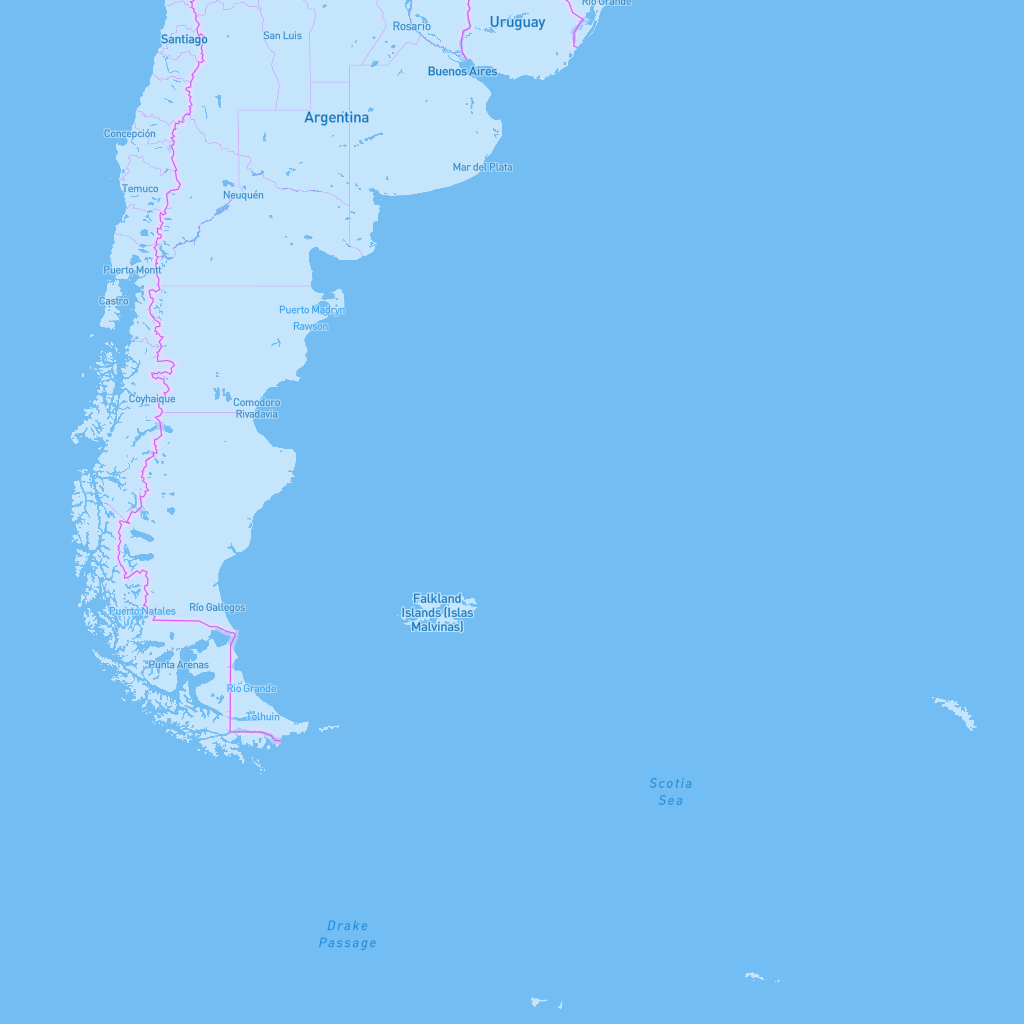 Rio Grande
Uruguay
Rosario
San Luis
Santiago
Buenos Aires
Argentina
Concepción
Mar del Plata
Temuco
Neuquén
Puerto Montt
Castro
Puerto Madryn
Rawson
Coyhaique
Comodoro
Rivadavia
Falkland
Islands (Islas
Malvinas)
Río Gallegos
Puerto Natales
Punta Arenas
Río Grande
Tolhuin
Scotia
Sea
Drake
Passage